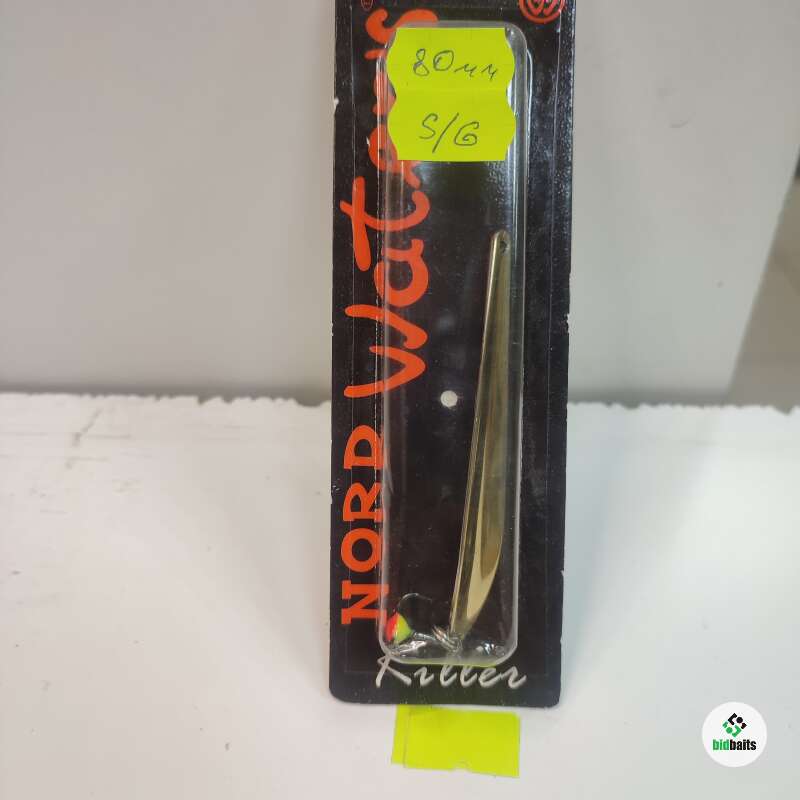 80мм
S/G
NORD Waters
Killer
bidbaits